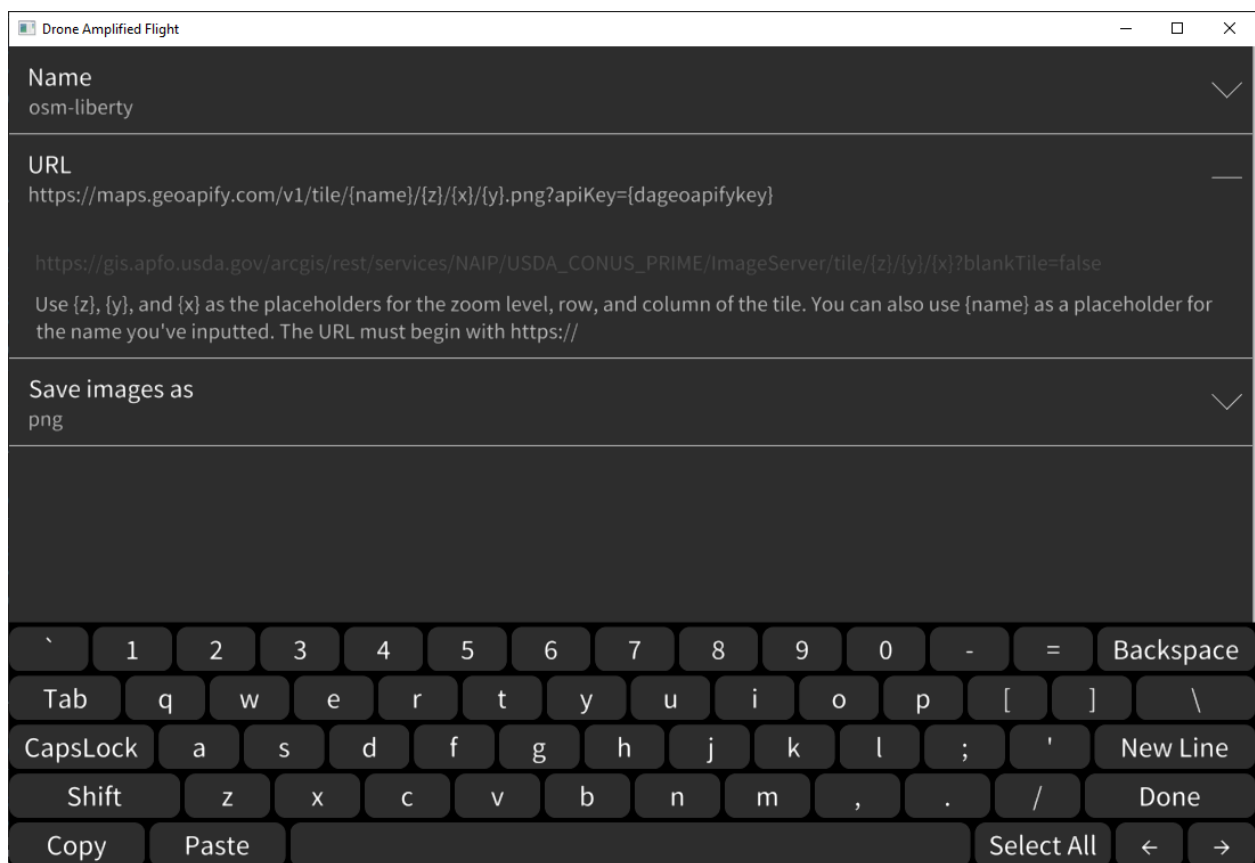 Drone Amplified Flight
Name
osm-liberty
URL
https://maps.geoapify.com/v1/tile/{name}/{z}/{x}/{y}.png?apiKey={dageoapifykey}
https://gis.apfo.usda.gov/arcgis/rest/services/NAIP/USDA_CONUS_PRIME/ImageServer/tile/{z}/{y}/{x}?blankTile=false
Use {z}, {y}, and {x} as the placeholders for the zoom level, row, and column of the tile. You can also use {name} as a placeholder for
the name you've inputted. The URL must begin with https://
Save images as
png
` 1 2 3 4 5 6 7 8 9 0 - = Backspace
Tab q w e r t y u i o p [ ] \
CapsLock a s d f g h j k l ; ' New Line
Shift z x c v b n m , . / Done
Copy Paste Select All ← →